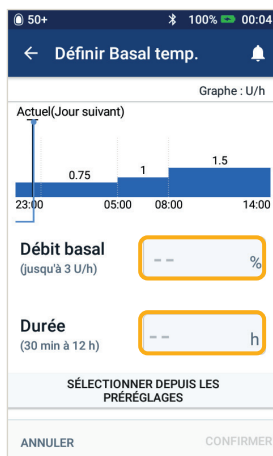 50+ 100% 00:04
Définir Basal temp.
Graphe : U/h
Actuel(Jour suivant)
0.75 1 1.5
23:00 05:00 08:00 14:00
Débit basal
(jusqu'à 3 U/h)
-- %
Durée
(30 min à 12 h)
-- h
SÉLECTIONNER DEPUIS LES
PRÉRÉGLAGES
ANNULER CONFIRMER